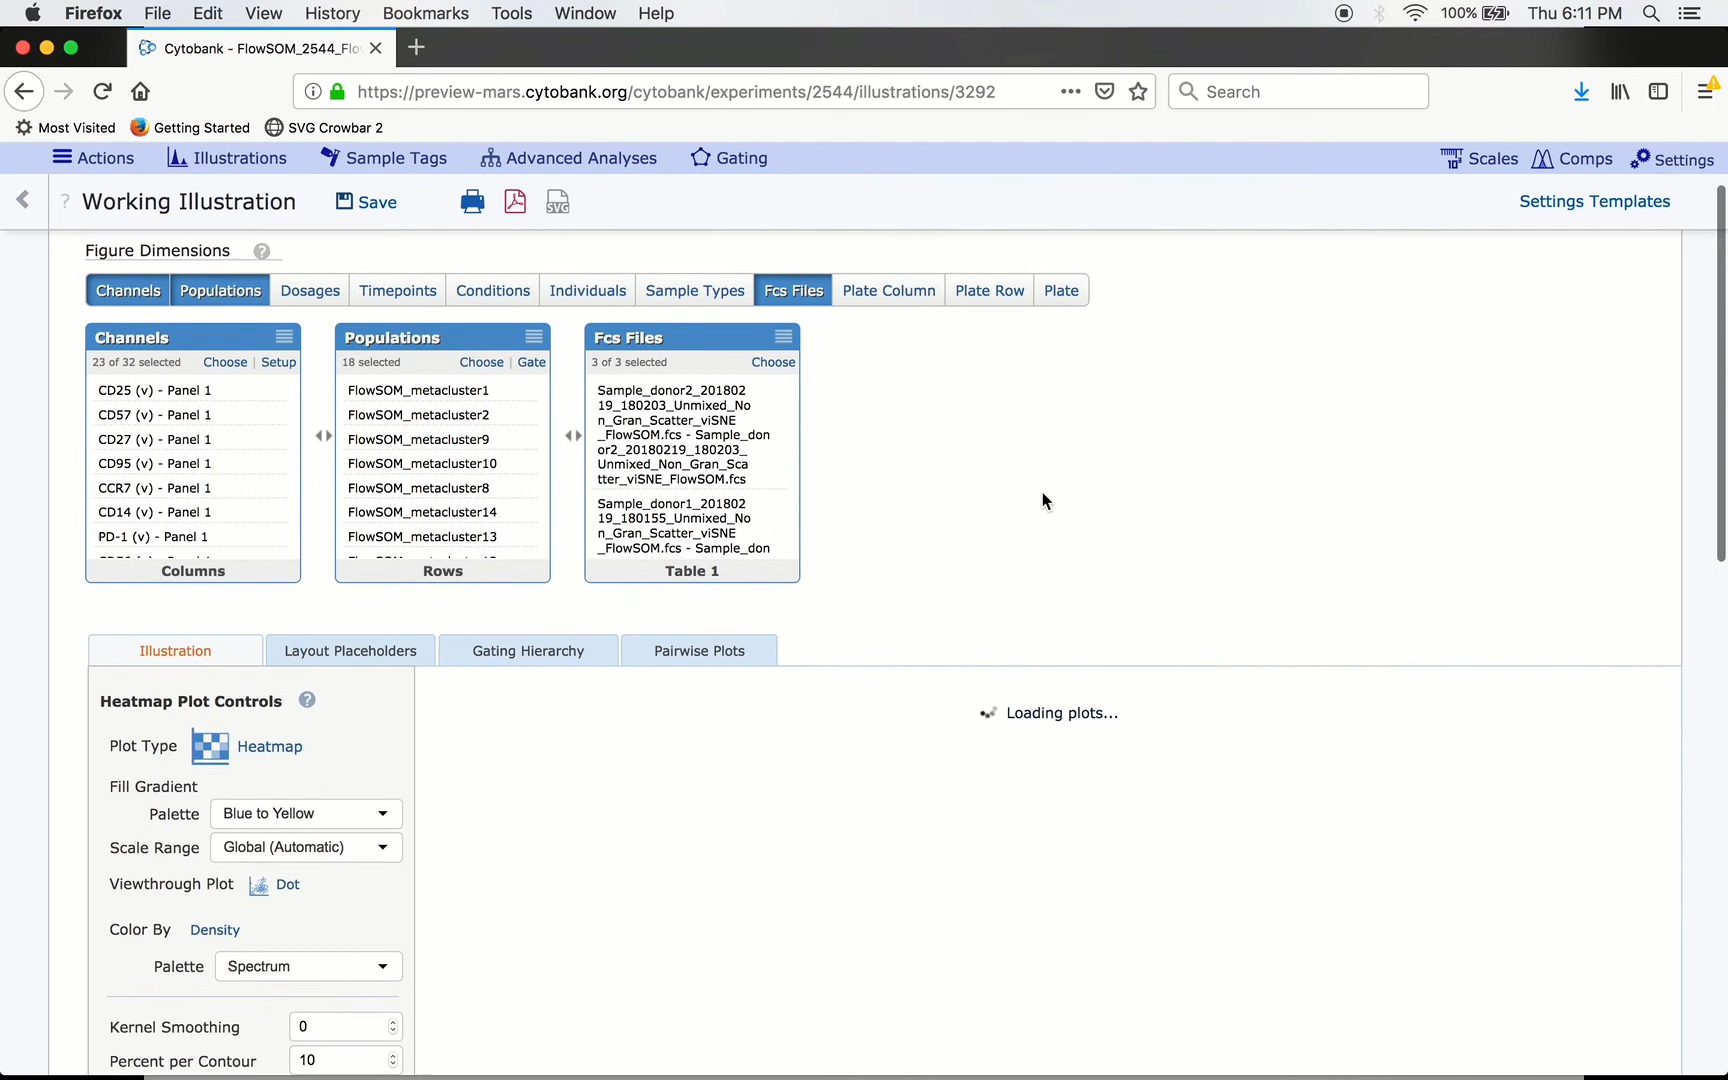 Firefox File Edit View History Bookmarks Tools Window Help 100% Thu 6:11 PM
Cytobank - FlowSOM_2544_Flo
https://preview-mars.cytobank.org/cytobank/experiments/2544/illustrations/3292 Search
Most Visited Getting Started SVG Crowbar 2
Actions Illustrations Sample Tags Advanced Analyses Gating Scales Comps Settings
? Working Illustration Save SVG Settings Templates
Figure Dimensions ?
Channels Populations Dosages Timepoints Conditions Individuals Sample Types Fcs Files Plate Column Plate Row Plate
Channels
23 of 32 selected Choose | Setup
CD25 (v) - Panel 1
CD57 (v) - Panel 1
CD27 (v) - Panel 1
CD95 (v) - Panel 1
CCR7 (v) - Panel 1
CD14 (v) - Panel 1
PD-1 (v) - Panel 1
Columns
Populations
18 selected Choose | Gate
FlowSOM_metacluster1
FlowSOM_metacluster2
FlowSOM_metacluster9
FlowSOM_metacluster10
FlowSOM_metacluster8
FlowSOM_metacluster14
FlowSOM_metacluster13
Rows
Fcs Files
3 of 3 selected Choose
Sample_donor2_201802
19_180203_Unmixed_No
n_Gran_Scatter_viSNE
_FlowSOM.fcs - Sample_don
or2_20180219_180203_
Unmixed_Non_Gran_Sca
tter_viSNE_FlowSOM.fcs
Sample_donor1_201802
19_180155_Unmixed_No
n_Gran_Scatter_viSNE
_FlowSOM.fcs - Sample_don
Table 1
Illustration Layout Placeholders Gating Hierarchy Pairwise Plots
Heatmap Plot Controls ?
Plot Type Heatmap
Fill Gradient
Palette Blue to Yellow
Scale Range Global (Automatic)
Viewthrough Plot Dot
Color By Density
Palette Spectrum
Kernel Smoothing 0
Percent per Contour 10
Loading plots...